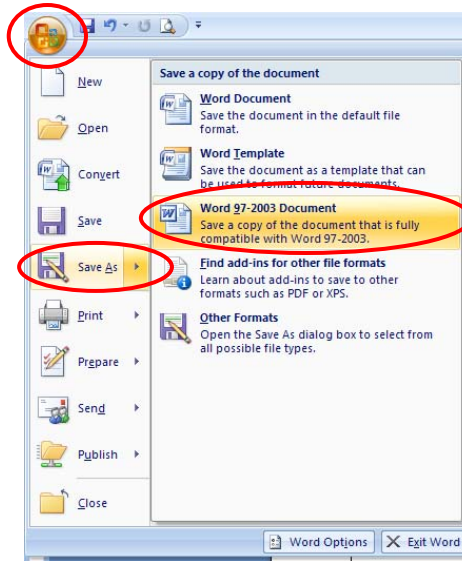 New
Open
Convert
Save
Save As
Print
Prepare
Send
Publish
Close
Save a copy of the document
Word Document
Save the document in the default file
format.
Word Template
Save the document as a template that can
be used to format future documents.
Word 97-2003 Document
Save a copy of the document that is fully
compatible with Word 97-2003.
Find add-ins for other file formats
Learn about add-ins to save to other
formats such as PDF or XPS.
Other Formats
Open the Save As dialog box to select from
all possible file types.
Word Options
Exit Word